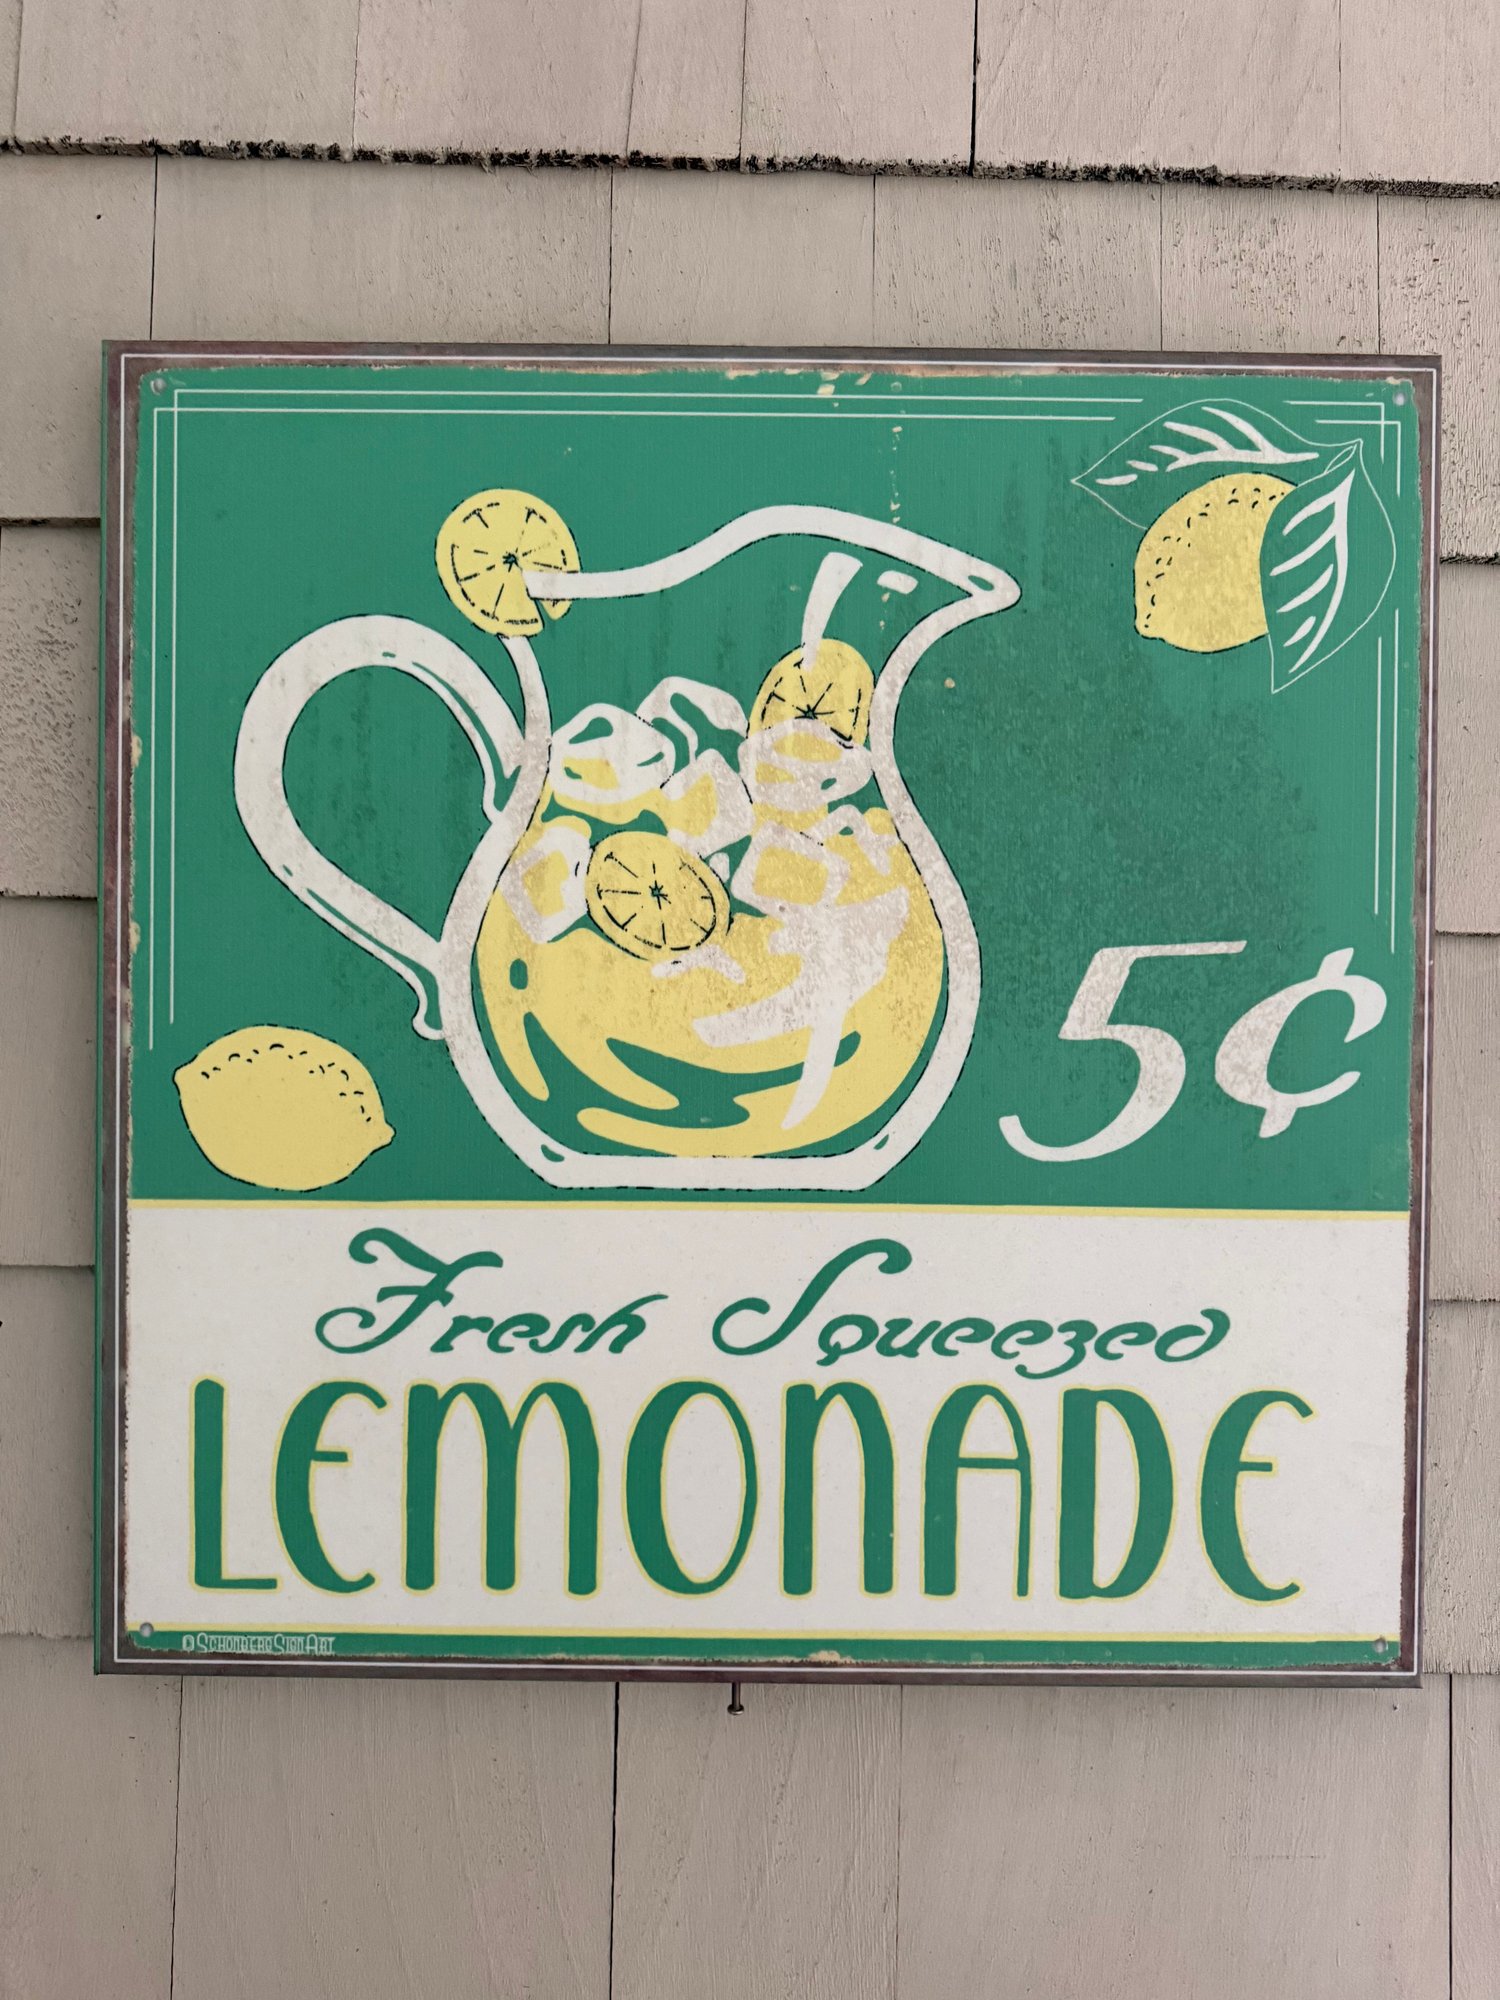 5¢
Fresh Squeezed
LEMONADE
© SCHONBERG SIGN ART